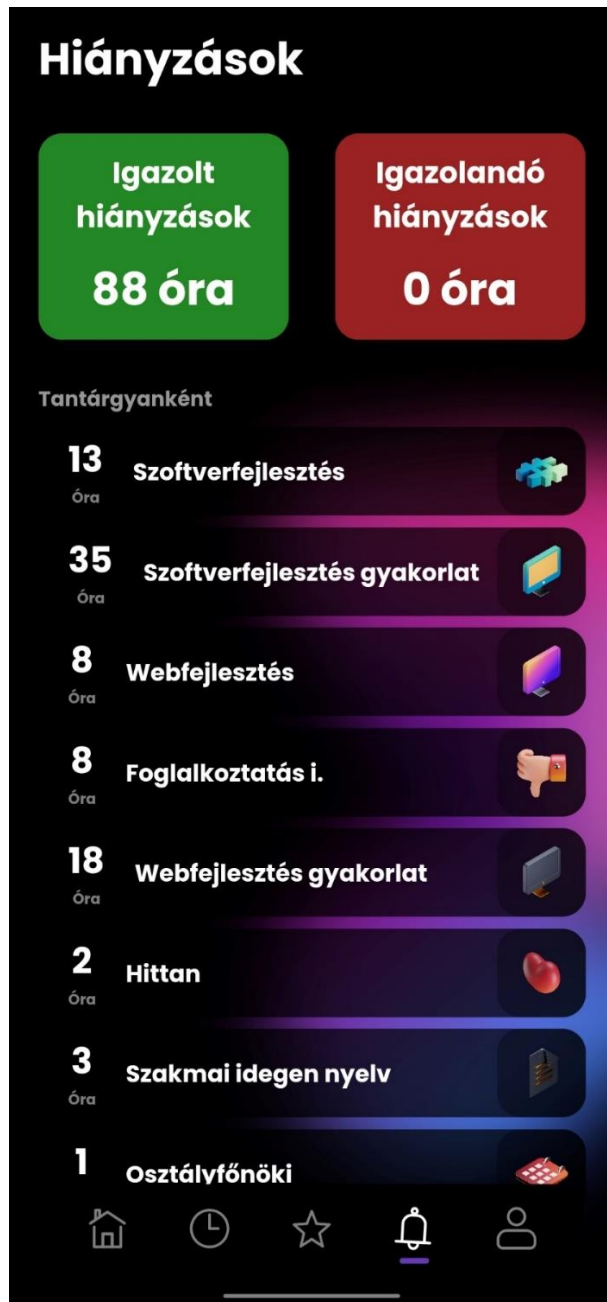 Hiányzások
Igazolt
hiányzások
88 óra
Igazolandó
hiányzások
0 óra
Tantárgyanként
13
Óra
Szoftverfejlesztés
35
Óra
Szoftverfejlesztés gyakorlat
8
Óra
Webfejlesztés
8
Óra
Foglalkoztatás i.
18
Óra
Webfejlesztés gyakorlat
2
Óra
Hittan
3
Óra
Szakmai idegen nyelv
1
Osztályfőnöki